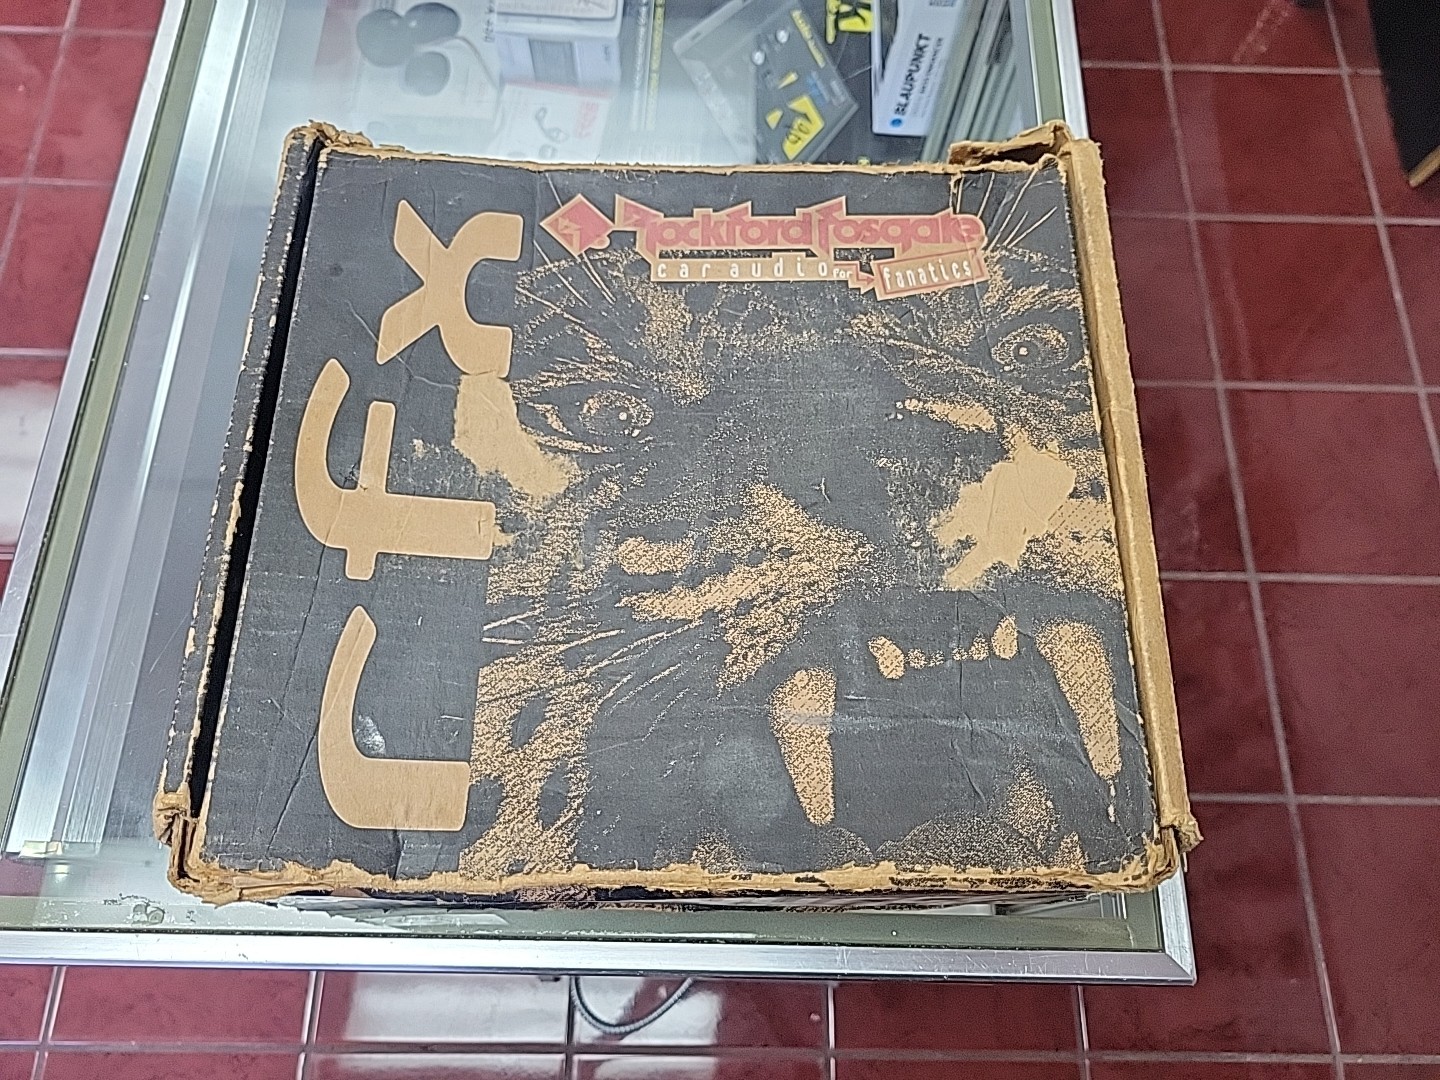 BLAUPUNKT
rockford fosgate
car audio for fanatics
rfx